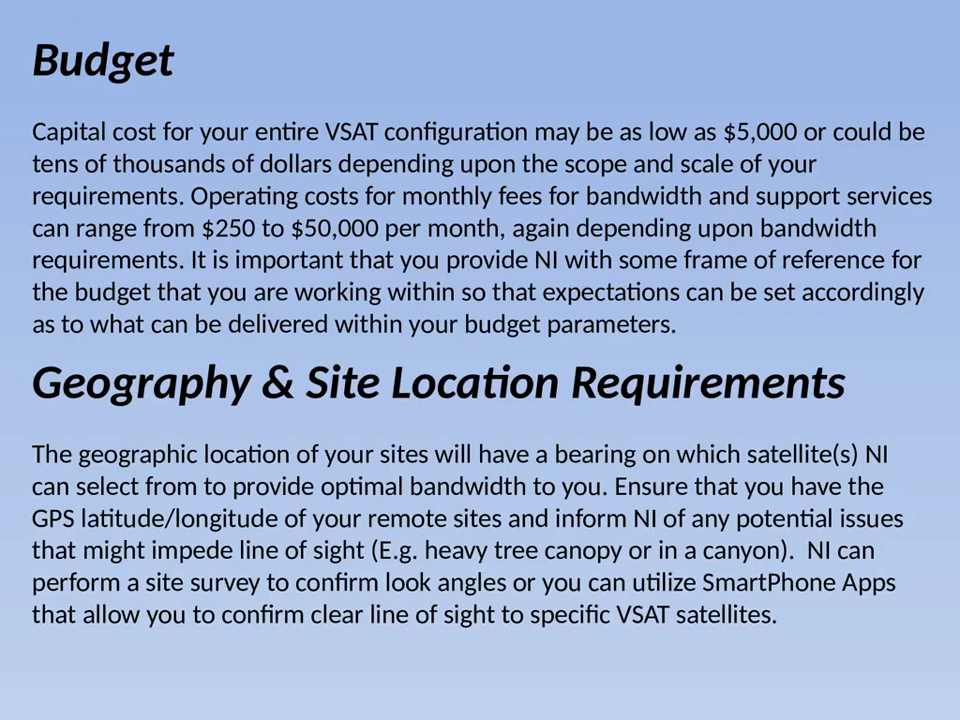 Budget
Capital cost for your entire VSAT configuration may be as low as $5,000 or could be
tens of thousands of dollars depending upon the scope and scale of your
requirements. Operating costs for monthly fees for bandwidth and support services
can range from $250 to $50,000 per month, again depending upon bandwidth
requirements. It is important that you provide NI with some frame of reference for
the budget that you are working within so that expectations can be set accordingly
as to what can be delivered within your budget parameters.
Geography & Site Location Requirements
The geographic location of your sites will have a bearing on which satellite(s) NI
can select from to provide optimal bandwidth to you. Ensure that you have the
GPS latitude/longitude of your remote sites and inform NI of any potential issues
that might impede line of sight (E.g. heavy tree canopy or in a canyon).  NI can
perform a site survey to confirm look angles or you can utilize SmartPhone Apps
that allow you to confirm clear line of sight to specific VSAT satellites.